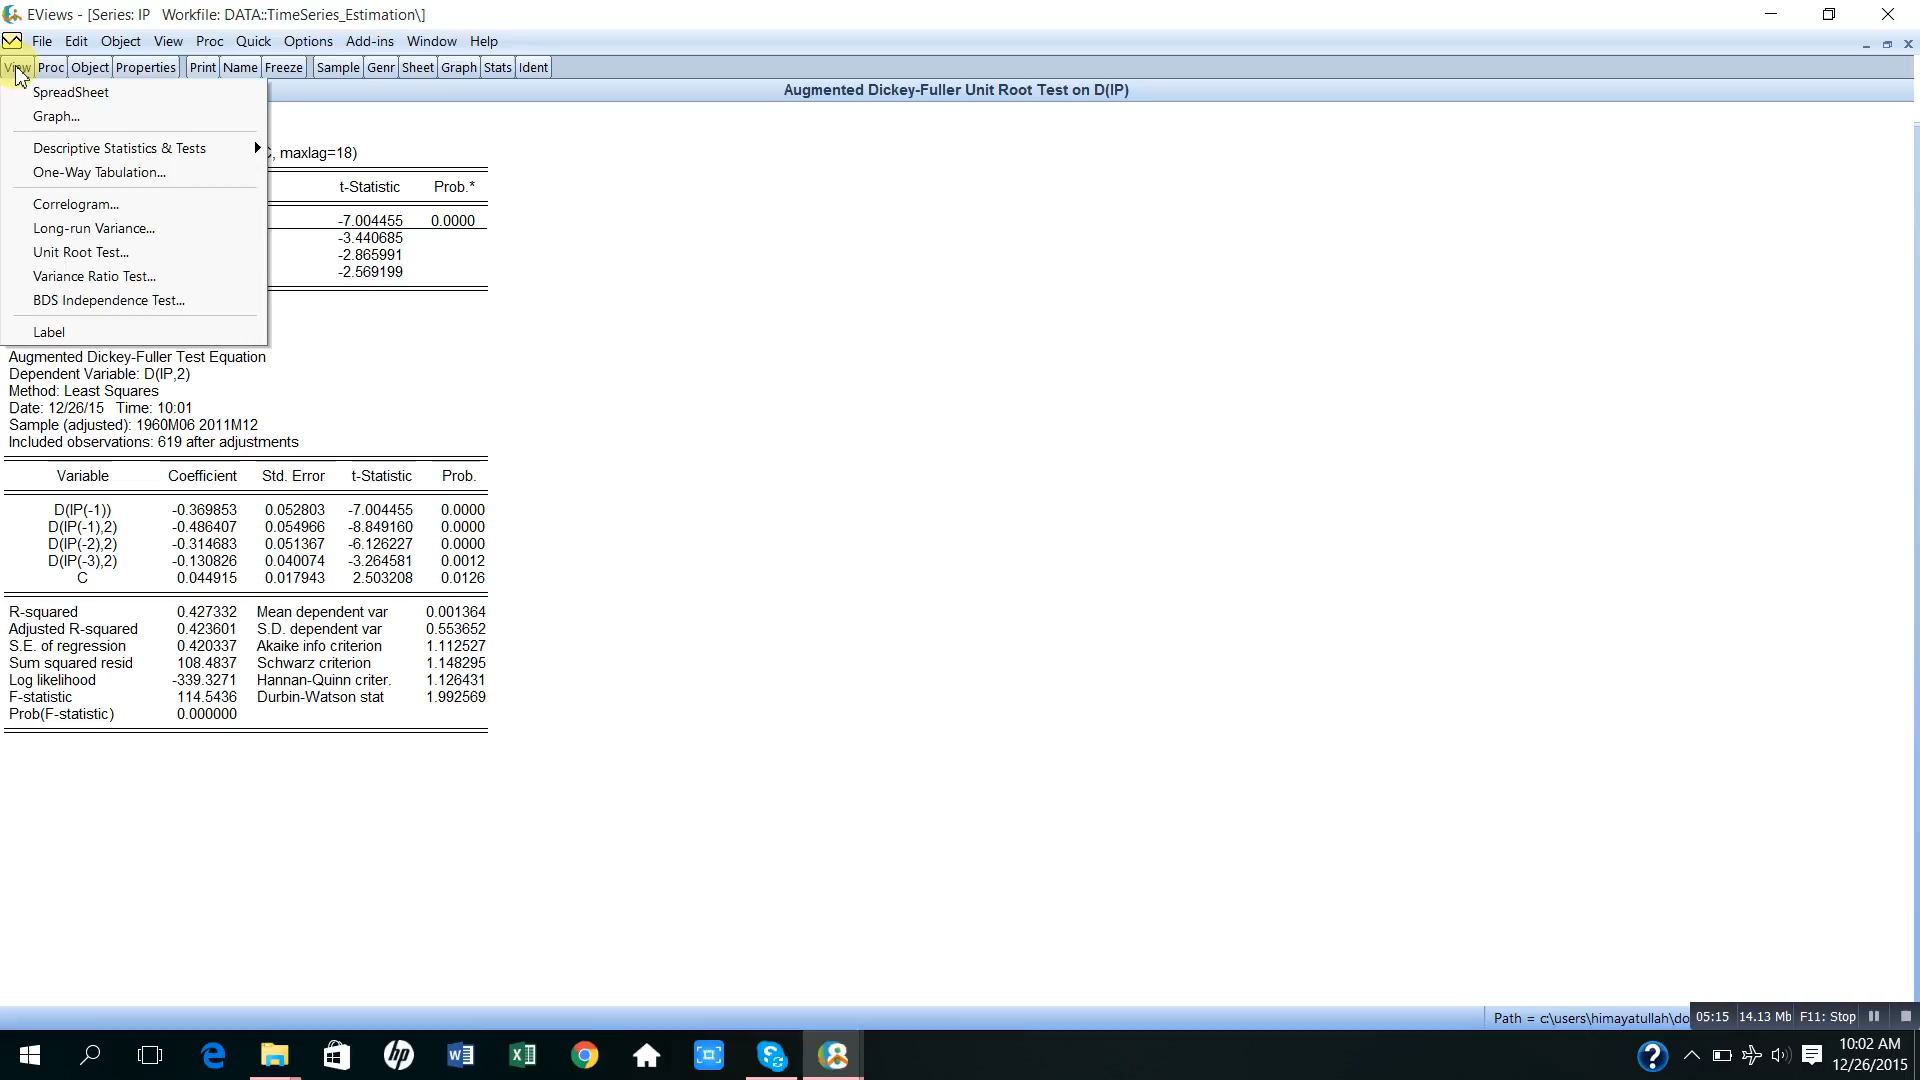 EViews - [Series: IP   Workfile: DATA::TimeSeries_Estimation\]
File Edit Object View Proc Quick Options Add-ins Window Help
View Proc Object Properties Print Name Freeze Sample Genr Sheet Graph Stats Ident
Augmented Dickey-Fuller Unit Root Test on D(IP)
SpreadSheet
Graph...
Descriptive Statistics & Tests
One-Way Tabulation...
Correlogram...
Long-run Variance...
Unit Root Test...
Variance Ratio Test...
BDS Independence Test...
Label
, maxlag=18)
t-Statistic Prob.*
-7.004455 0.0000
-3.440685
-2.865991
-2.569199
Augmented Dickey-Fuller Test Equation
Dependent Variable: D(IP,2)
Method: Least Squares
Date: 12/26/15   Time: 10:01
Sample (adjusted): 1960M06 2011M12
Included observations: 619 after adjustments
Variable Coefficient Std. Error t-Statistic Prob.
D(IP(-1)) -0.369853 0.052803 -7.004455 0.0000
D(IP(-1),2) -0.486407 0.054966 -8.849160 0.0000
D(IP(-2),2) -0.314683 0.051367 -6.126227 0.0000
D(IP(-3),2) -0.130826 0.040074 -3.264581 0.0012
C 0.044915 0.017943 2.503208 0.0126
R-squared 0.427332 Mean dependent var 0.001364
Adjusted R-squared 0.423601 S.D. dependent var 0.553652
S.E. of regression 0.420337 Akaike info criterion 1.112527
Sum squared resid 108.4837 Schwarz criterion 1.148295
Log likelihood -339.3271 Hannan-Quinn criter. 1.126431
F-statistic 114.5436 Durbin-Watson stat 1.992569
Prob(F-statistic) 0.000000
Path = c:\users\himayatullah\do
05:15 14.13 Mb F11: Stop
10:02 AM
12/26/2015